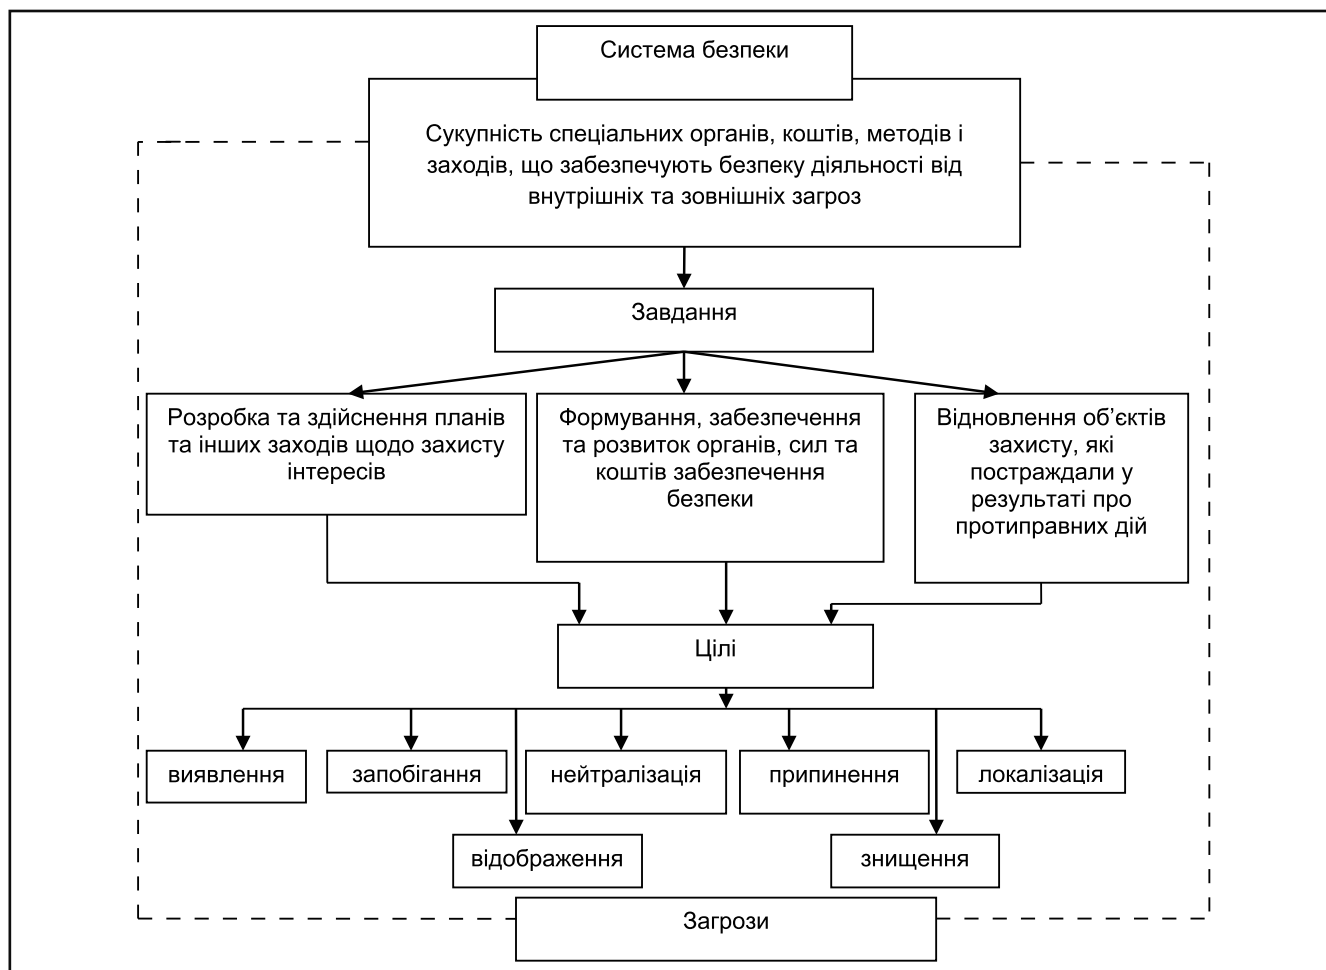 Система безпеки
Сукупність спеціальних органів, коштів, методів і
заходів, що забезпечують безпеку діяльності від
внутрішніх та зовнішніх загроз
Завдання
Розробка та здійснення планів
та інших заходів щодо захисту
інтересів
Формування, забезпечення
та розвиток органів, сил та
коштів забезпечення
безпеки
Відновлення об’єктів
захисту, які
постраждали у
результаті про
протиправних дій
Цілі
виявлення
запобігання
нейтралізація
припинення
локалізація
відображення
знищення
Загрози